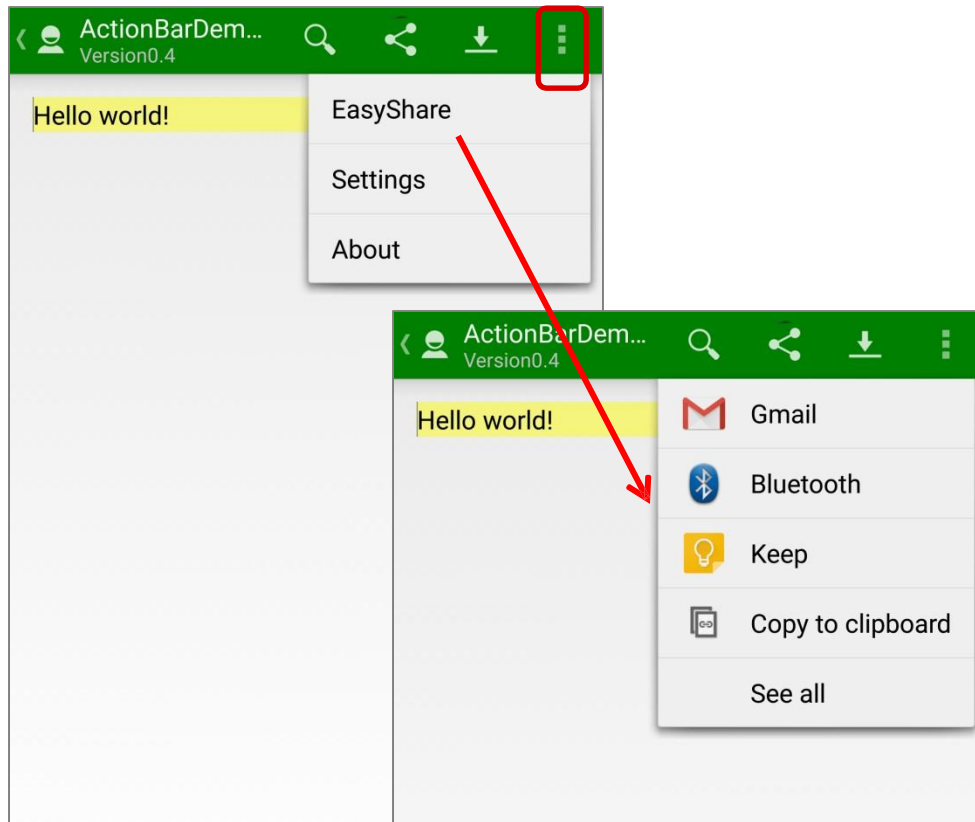 ActionBarDem...
Version0.4
Hello world!
EasyShare
Settings
About
ActionBarDem...
Version0.4
Hello world!
Gmail
Bluetooth
Keep
Copy to clipboard
See all